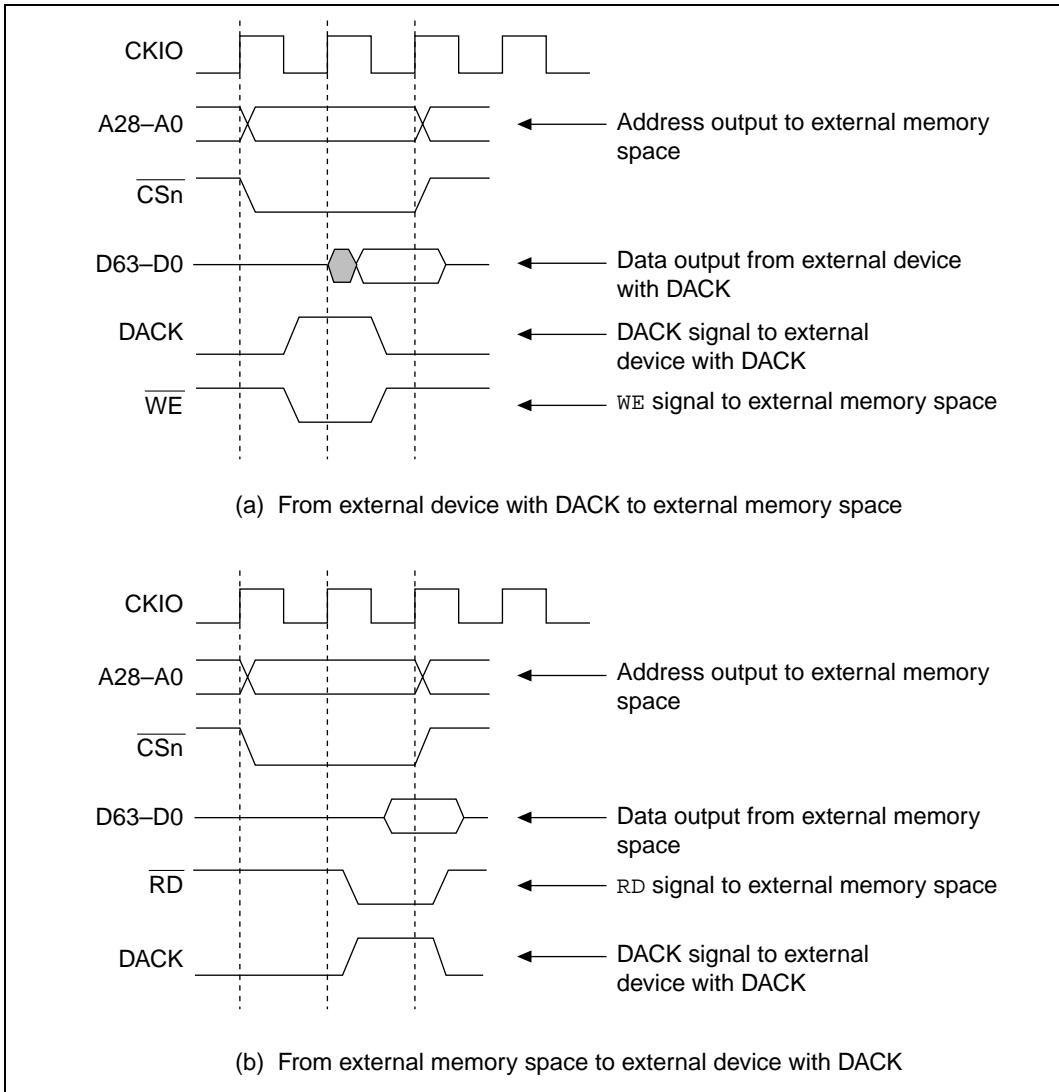 CKIO
A28–A0
Address output to external memory
space
CSn
D63–D0
Data output from external device
with DACK
DACK
DACK signal to external
device with DACK
WE
WE signal to external memory space
(a) From external device with DACK to external memory space
CKIO
A28–A0
Address output to external memory
space
CSn
D63–D0
Data output from external memory
space
RD
RD signal to external memory space
DACK
DACK signal to external
device with DACK
(b) From external memory space to external device with DACK